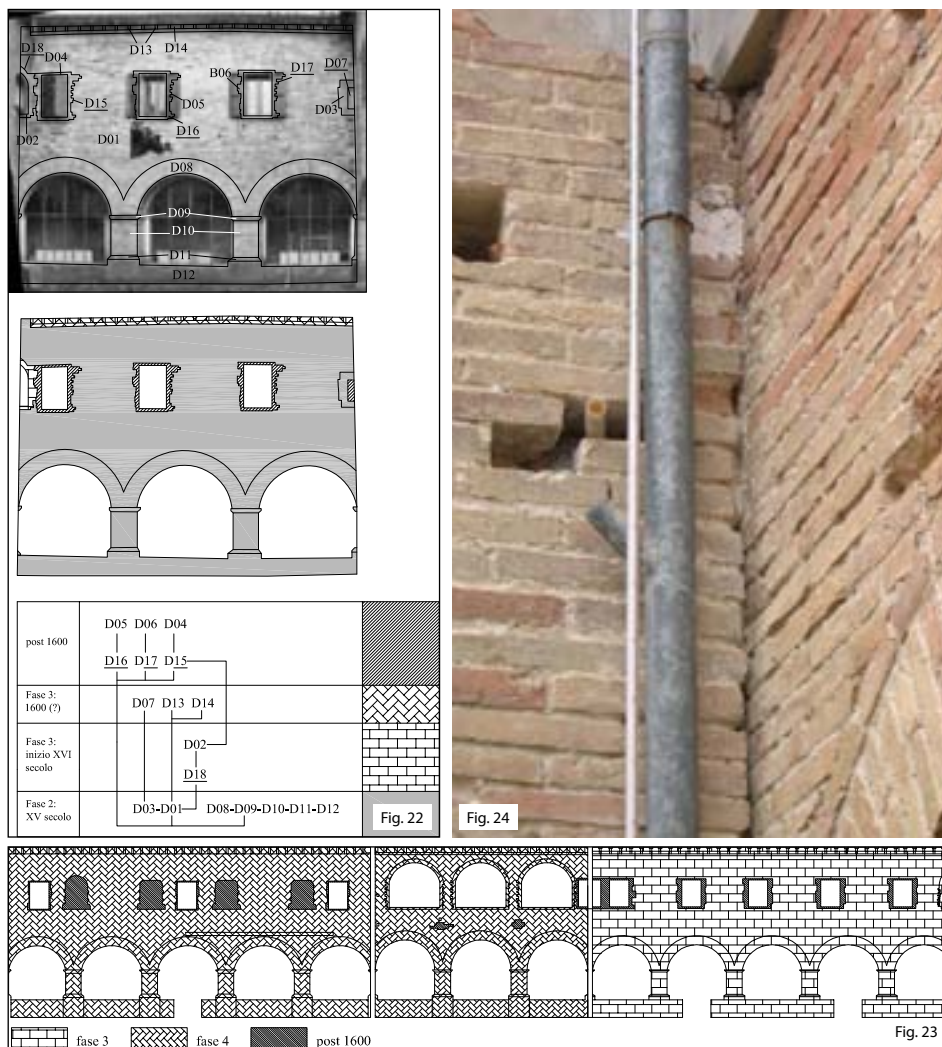 D13 D14
D18
D04
D17
D07
B06
D15
D05
D03
D16
D02
D01
D08
D09
D10
D11
D12
post 1600
D05 D06 D04
D16 D17 D15
Fase 3:
1600 (?)
D07 D13 D14
Fase 3:
inizio XVI
secolo
D02
D18
Fase 2:
XV secolo
D03-D01 D08-D09-D10-D11-D12
Fig. 22
Fig. 24
fase 3 fase 4 post 1600
Fig. 23